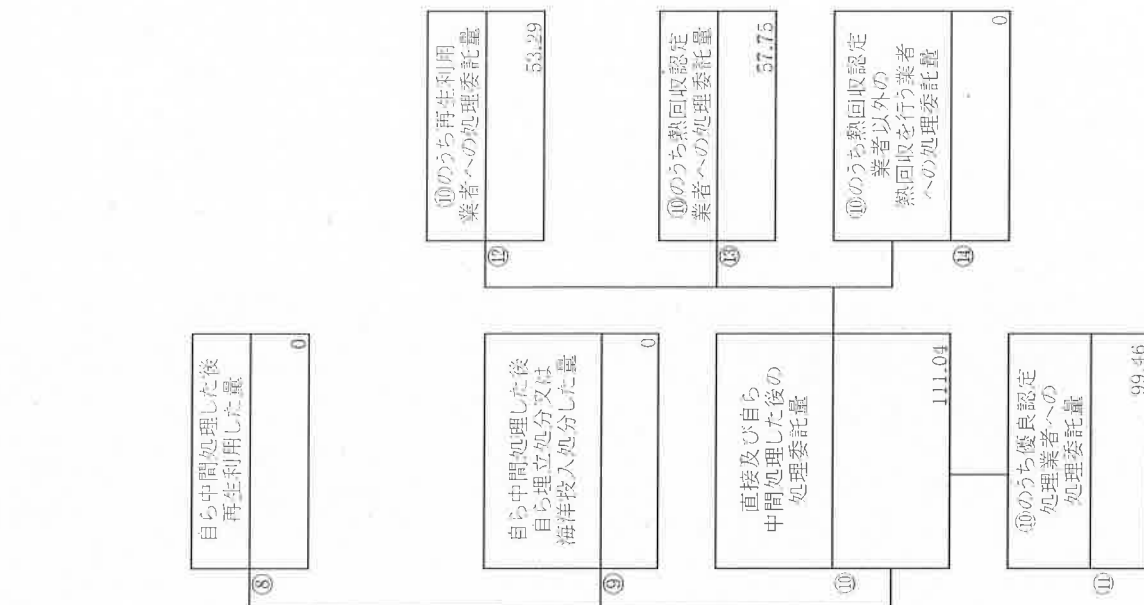 ⑧
自ら中間処理した後
再生利用した量
0
⑨
自ら中間処理した後
自ら埋立処分又は
海洋投入処分した量
0
⑩
直接及び自ら
中間処理した後の
処理委託量
111.04
⑪
⑩のうち優良認定
処理業者への
処理委託量
99.46
⑫
⑩のうち再生利用
業者への処理委託量
53.29
⑬
⑩のうち熱回収認定
業者への処理委託量
57.75
⑭
⑩のうち熱回収認定
業者以外の
熱回収を行う業者
への処理委託量
0